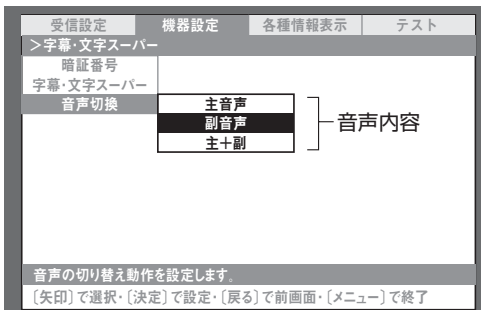 受信設定 機器設定 各種情報表示 テスト
＞字幕・文字スーパー
暗証番号
字幕・文字スーパー
音声切換
主音声
副音声
主＋副
音声内容
音声の切り替え動作を設定します。
〔矢印〕で選択・〔決定〕で設定・〔戻る〕で前画面・〔メニュー〕で終了